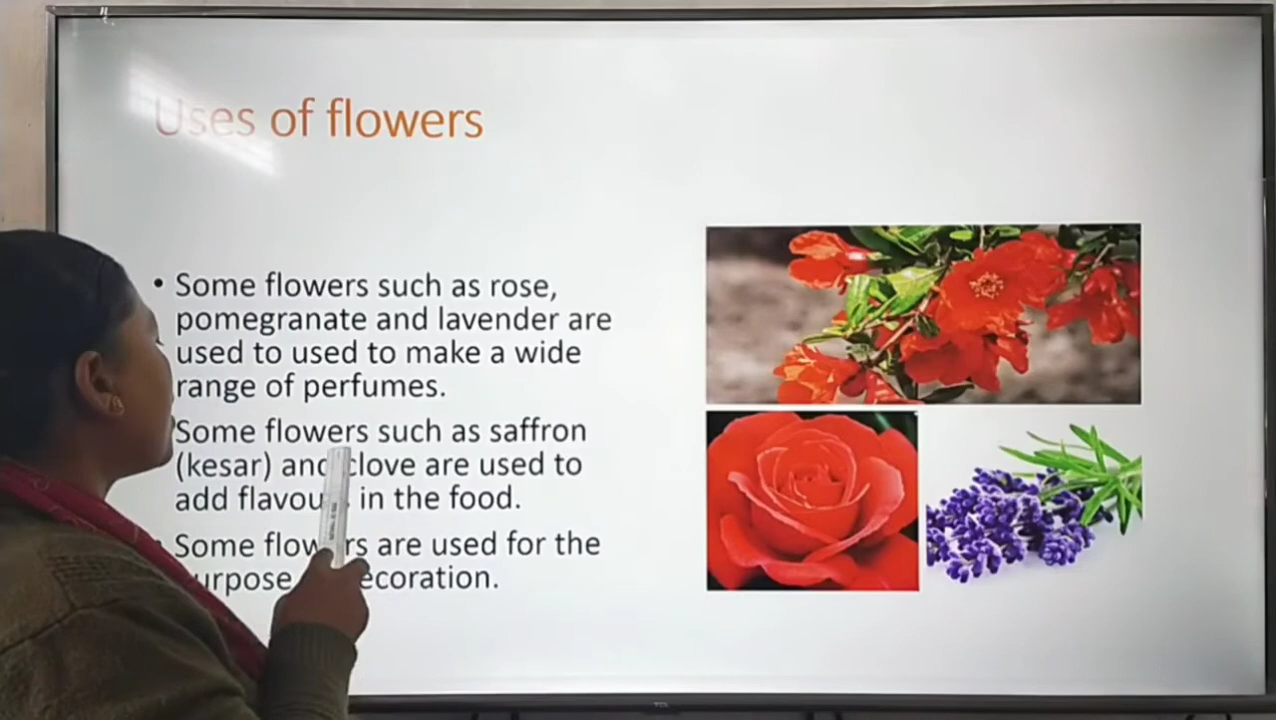 Uses of flowers
• Some flowers such as rose,
pomegranate and lavender are
used to used to make a wide
range of perfumes.
Some flowers such as saffron
(kesar) and clove are used to
add flavour in the food.
Some flowers are used for the
decoration.
TCL